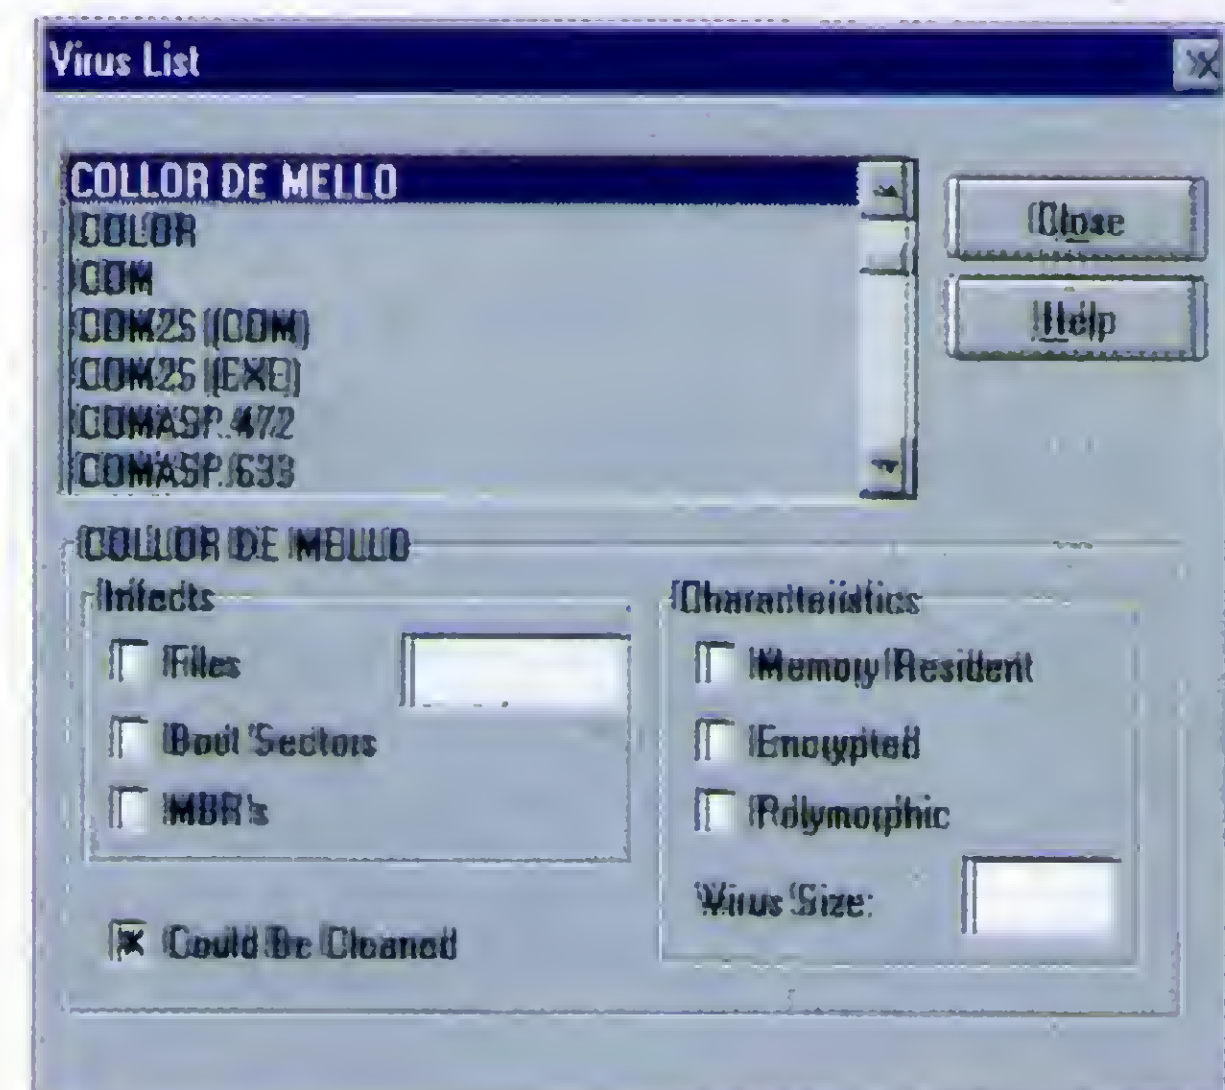 Virus List
COLLOR DE MELLO
COLOR
COM
COM2S (COM)
COM2S (EXE)
COMASP.472
COMASP.633
Close
Help
COLLOR DE MELLO
Infects
Files
Boot Sectors
MBR's
Could Be Cleaned
Characteristics
Memory Resident
Encrypted
Polymorphic
Virus Size: